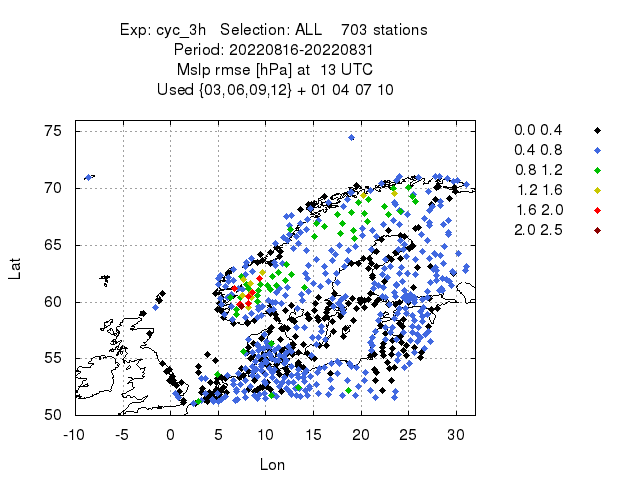 Exp: cyc_3h Selection: ALL 703 stations
Period: 20220816-20220831
Mslp rmse [hPa] at 13 UTC
Used {03,06,09,12} + 01 04 07 10
0.0 0.4
0.4 0.8
0.8 1.2
1.2 1.6
1.6 2.0
2.0 2.5
75
70
65
60
55
50
Lat
-10 -5 0 5 10 15 20 25 30
Lon